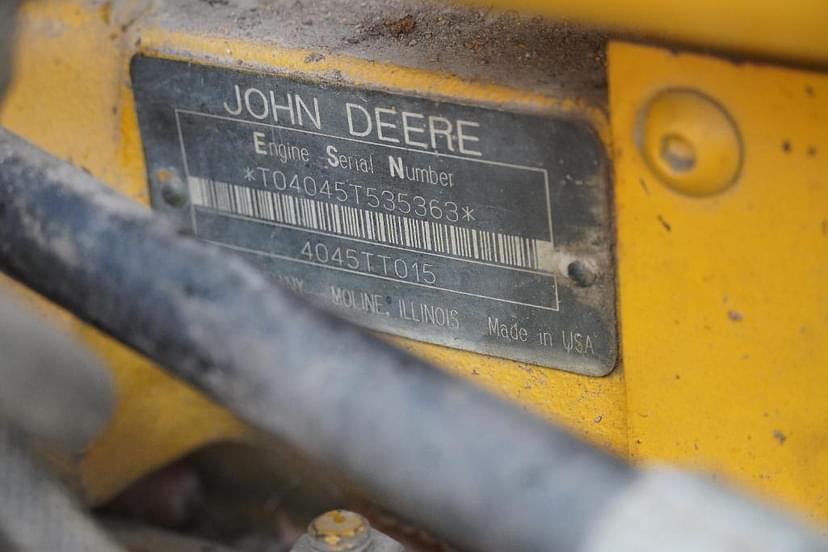 JOHN DEERE
Engine Serial Number
*T04045T535363*
4045TT015
MOLINE, ILLINOIS Made in USA